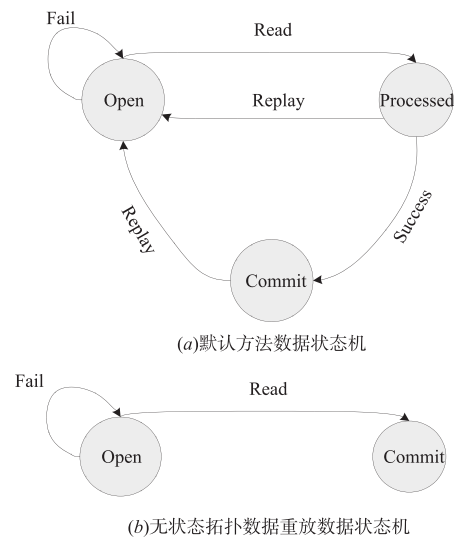 Fail
Read
Open
Replay
Processed
Replay
Success
Commit
(a)默认方法数据状态机
Fail
Read
Open
Commit
(b)无状态拓扑数据重放数据状态机